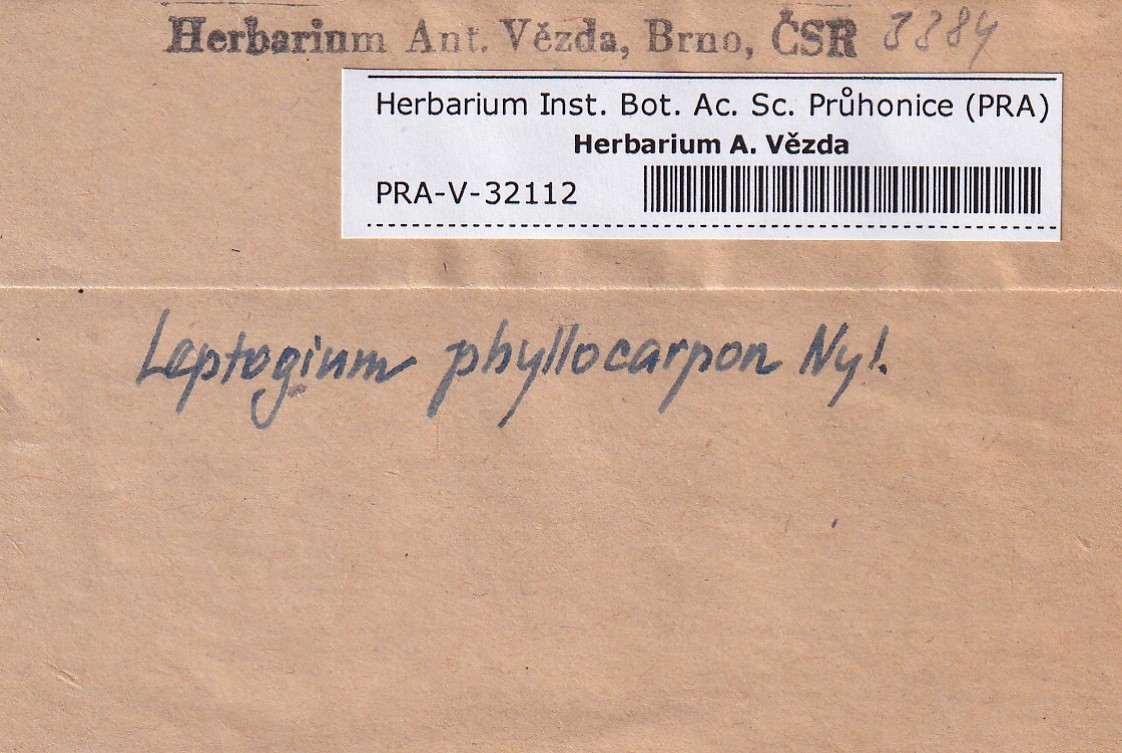 Herbarium Ant. Vězda, Brno, ČSR 3384
Herbarium Inst. Bot. Ac. Sc. Průhonice (PRA)
Herbarium A. Vězda
PRA-V-32112
Leptogium phyllocarpon Nyl.